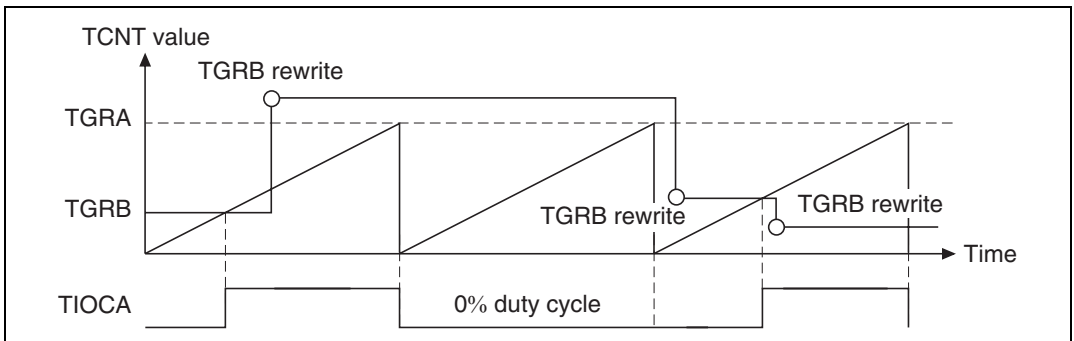 TCNT value
TGRB rewrite
TGRA
TGRB
TGRB rewrite
TGRB rewrite
Time
TIOCA
0% duty cycle